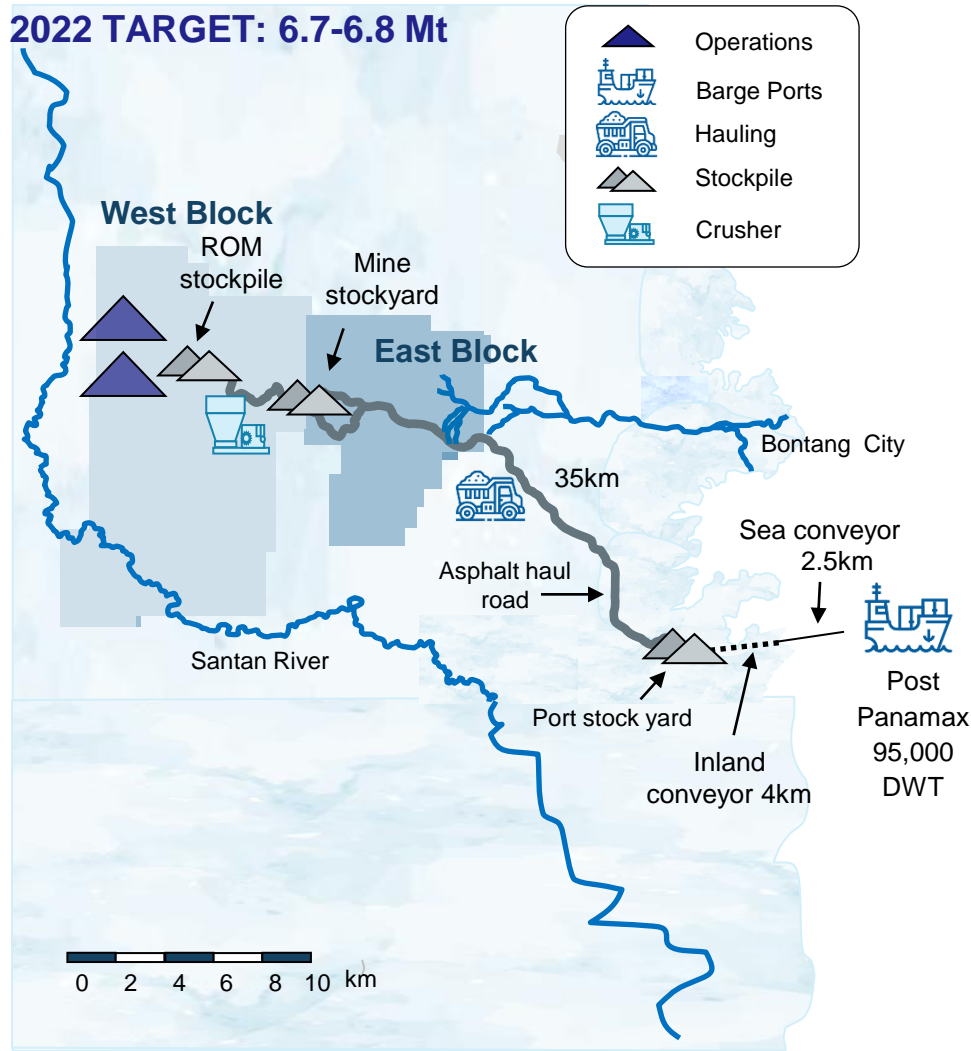 2022 TARGET: 6.7-6.8 Mt
Operations
Barge Ports
Hauling
Stockpile
Crusher
West Block
ROM
stockpile
Mine
stockyard
East Block
Bontang City
35km
Sea conveyor
2.5km
Asphalt haul
road
Santan River
Port stock yard
Inland
conveyor 4km
Post
Panamax
95,000
DWT
0 2 4 6 8 10 km